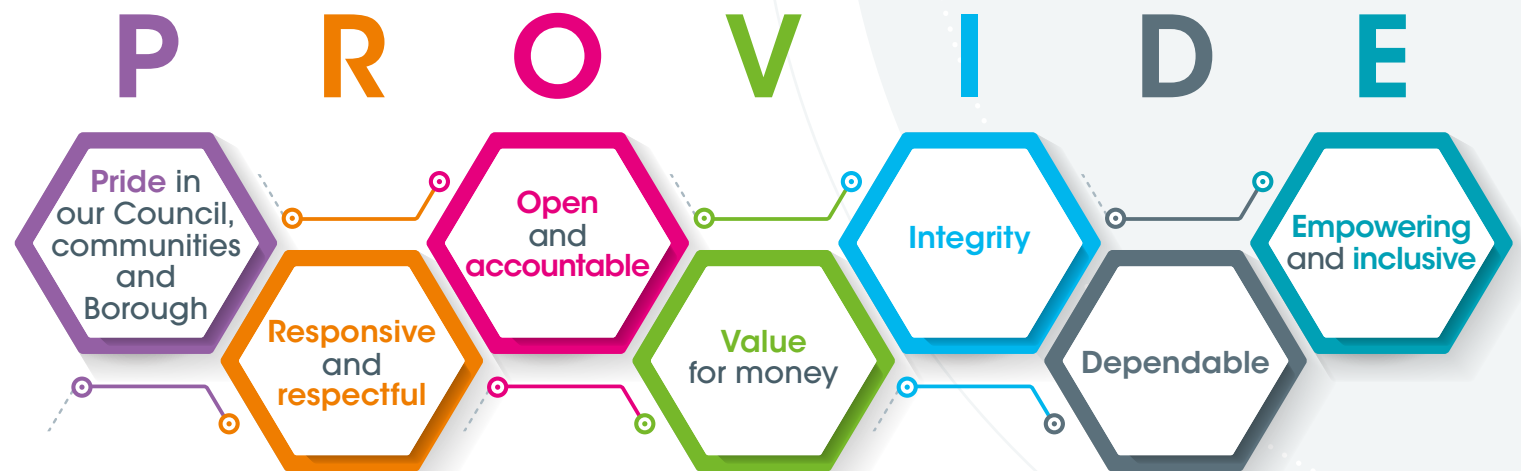 P R O V I D E
Pride in
our Council,
communities
and
Borough
Responsive
and
respectful
Open
and
accountable
Value
for money
Integrity
Dependable
Empowering
and inclusive